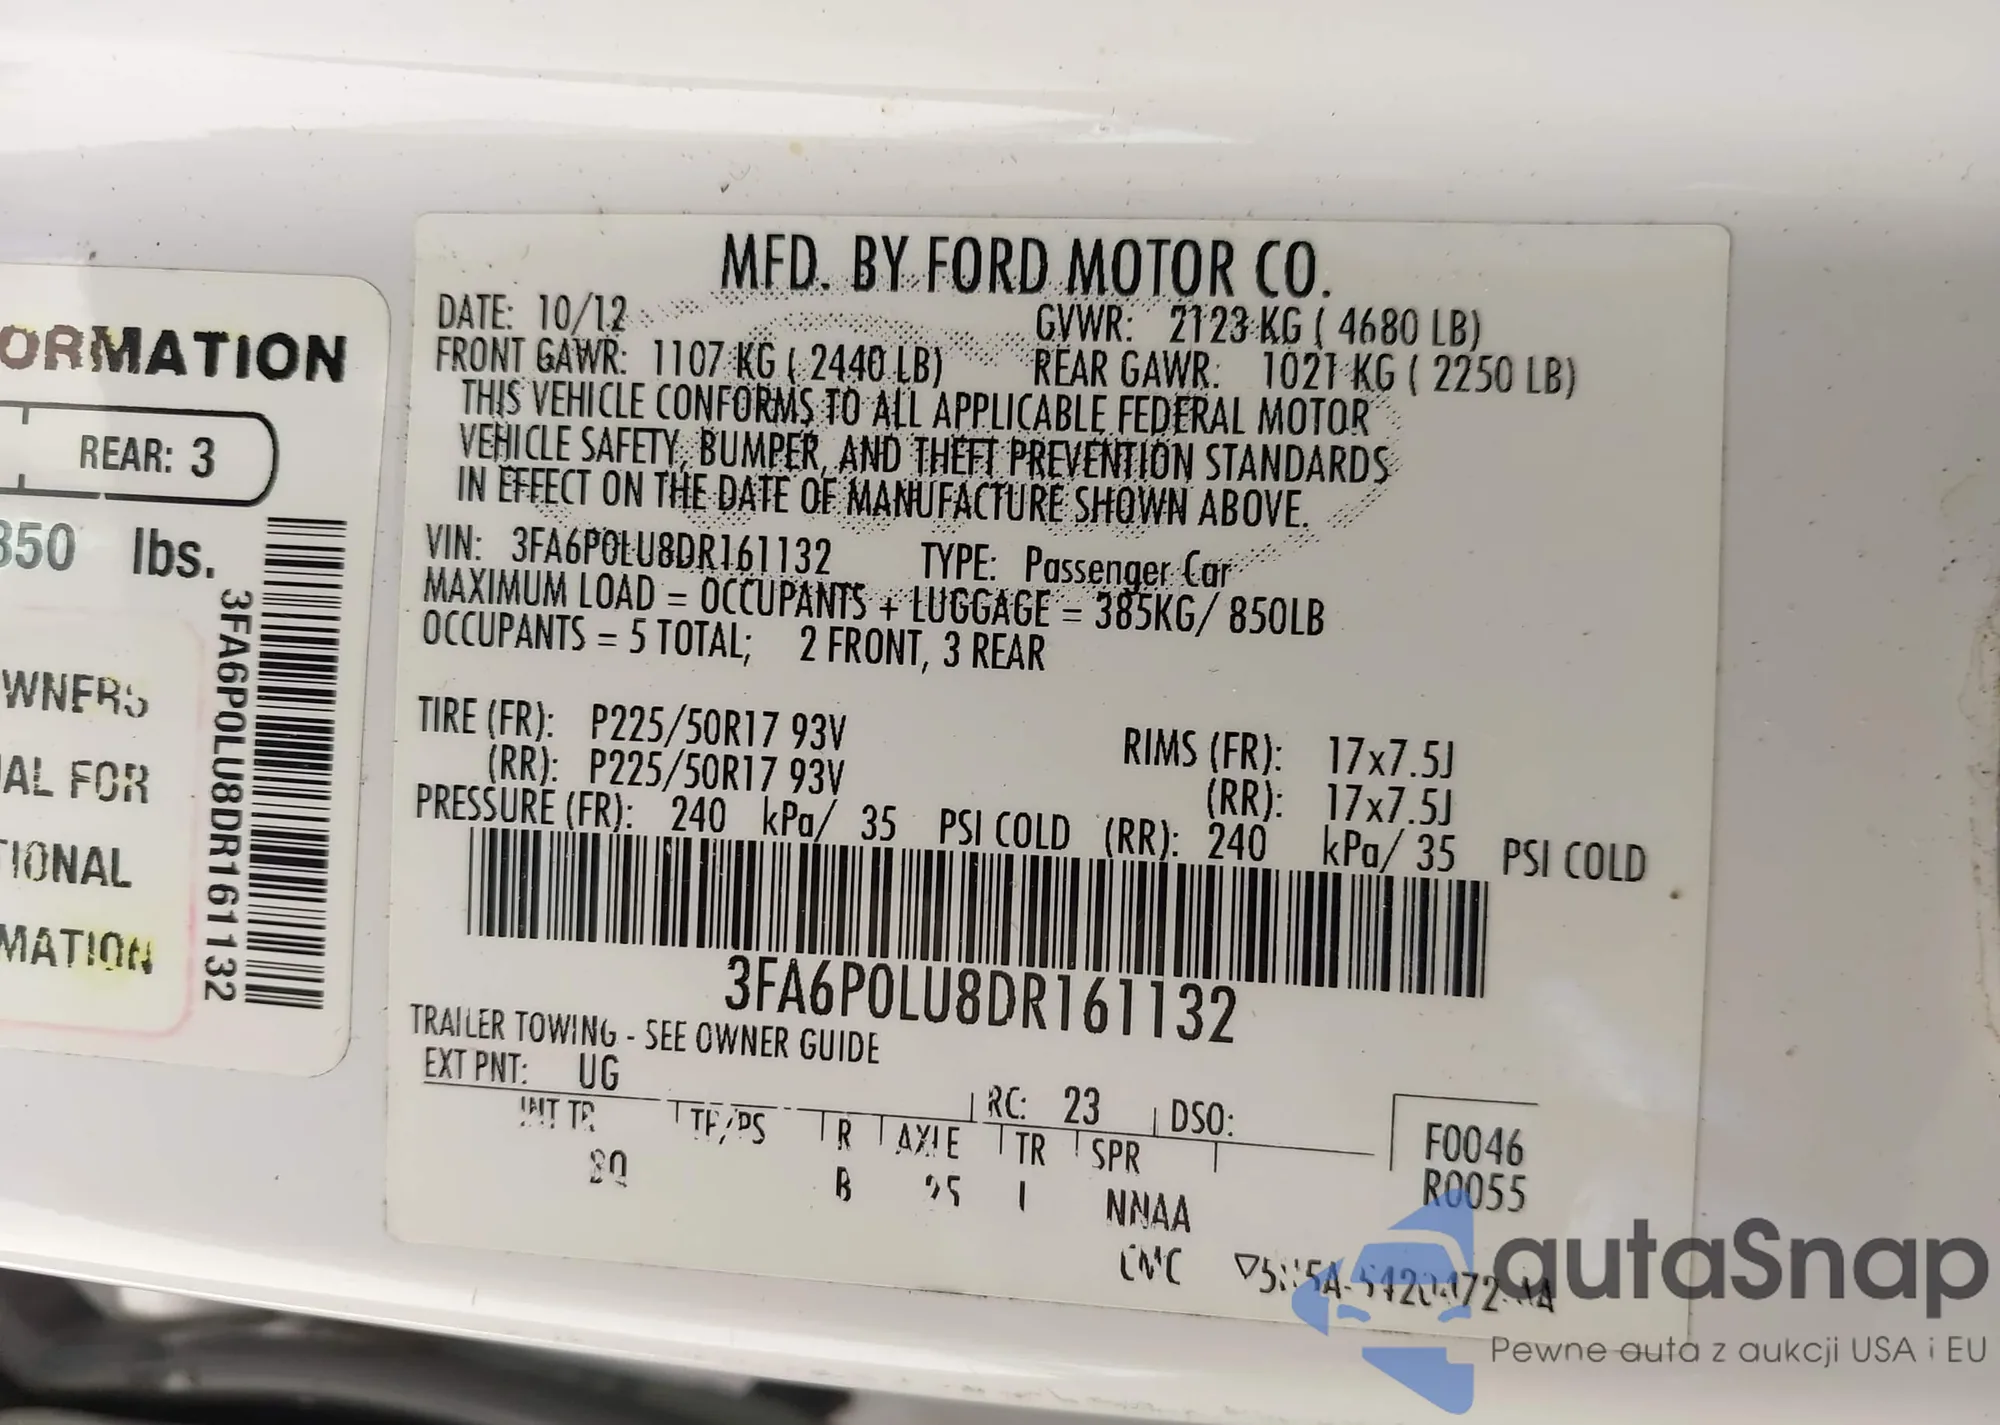 ORMATION
REAR: 3
850 lbs.
3FA6P0LU8DR161132
WNERS
AL FOR
TIONAL
MATION
MFD. BY FORD MOTOR CO.
DATE: 10/12 GVWR: 2123 KG ( 4680 LB)
FRONT GAWR: 1107 KG ( 2440 LB) REAR GAWR: 1021 KG ( 2250 LB)
THIS VEHICLE CONFORMS TO ALL APPLICABLE FEDERAL MOTOR
VEHICLE SAFETY, BUMPER, AND THEFT PREVENTION STANDARDS
IN EFFECT ON THE DATE OF MANUFACTURE SHOWN ABOVE.
VIN: 3FA6P0LU8DR161132 TYPE: Passenger Car
MAXIMUM LOAD = OCCUPANTS + LUGGAGE = 385KG/ 850LB
OCCUPANTS = 5 TOTAL; 2 FRONT, 3 REAR
TIRE (FR): P225/50R17 93V RIMS (FR): 17x7.5J
(RR): P225/50R17 93V (RR): 17x7.5J
PRESSURE (FR): 240 kPa/ 35 PSI COLD (RR): 240 kPa/ 35 PSI COLD
3FA6P0LU8DR161132
TRAILER TOWING - SEE OWNER GUIDE
EXT PNT: UG RC: 23 DSO:
INT TR TP/PS R AXLE TR SPR
B I NNAA
F0046
R0055
autaSnap
Pewne auta z aukcji USA i EU